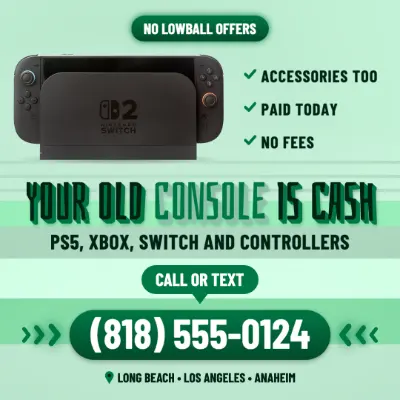 NO LOWBALL OFFERS
2
NINTENDO
SWITCH
ACCESSORIES TOO
PAID TODAY
NO FEES
YOUR OLD CONSOLE IS CASH
PS5, XBOX, SWITCH AND CONTROLLERS
CALL OR TEXT
(818) 555-0124
LONG BEACH • LOS ANGELES • ANAHEIM